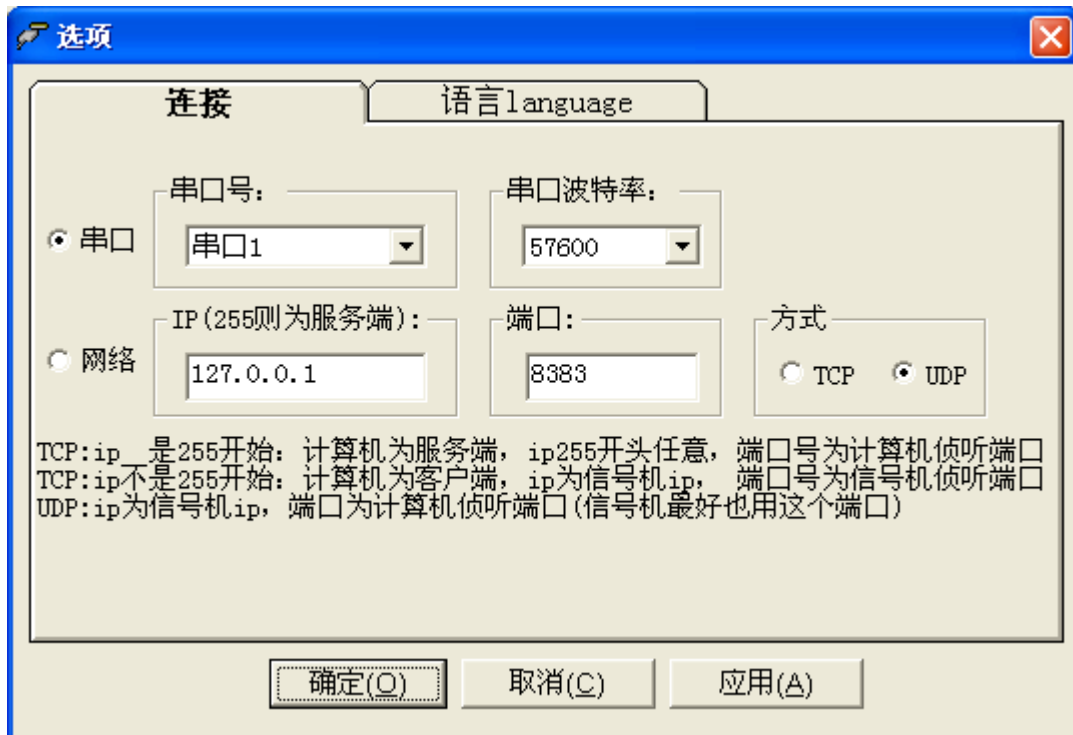 选项
连接
语言language
串口号:
串口波特率:
串口
串口1
57600
IP(255则为服务端):
端口:
方式
网络
127.0.0.1
8383
TCP
UDP
TCP:ip__是255开始: 计算机为服务端, ip255开头任意, 端口号为计算机侦听端口
TCP:ip不是255开始: 计算机为客户端, ip为信号机ip, 端口号为信号机侦听端口
UDP:ip为信号机ip, 端口为计算机侦听端口(信号机最好也用这个端口)
确定(O)
取消(C)
应用(A)